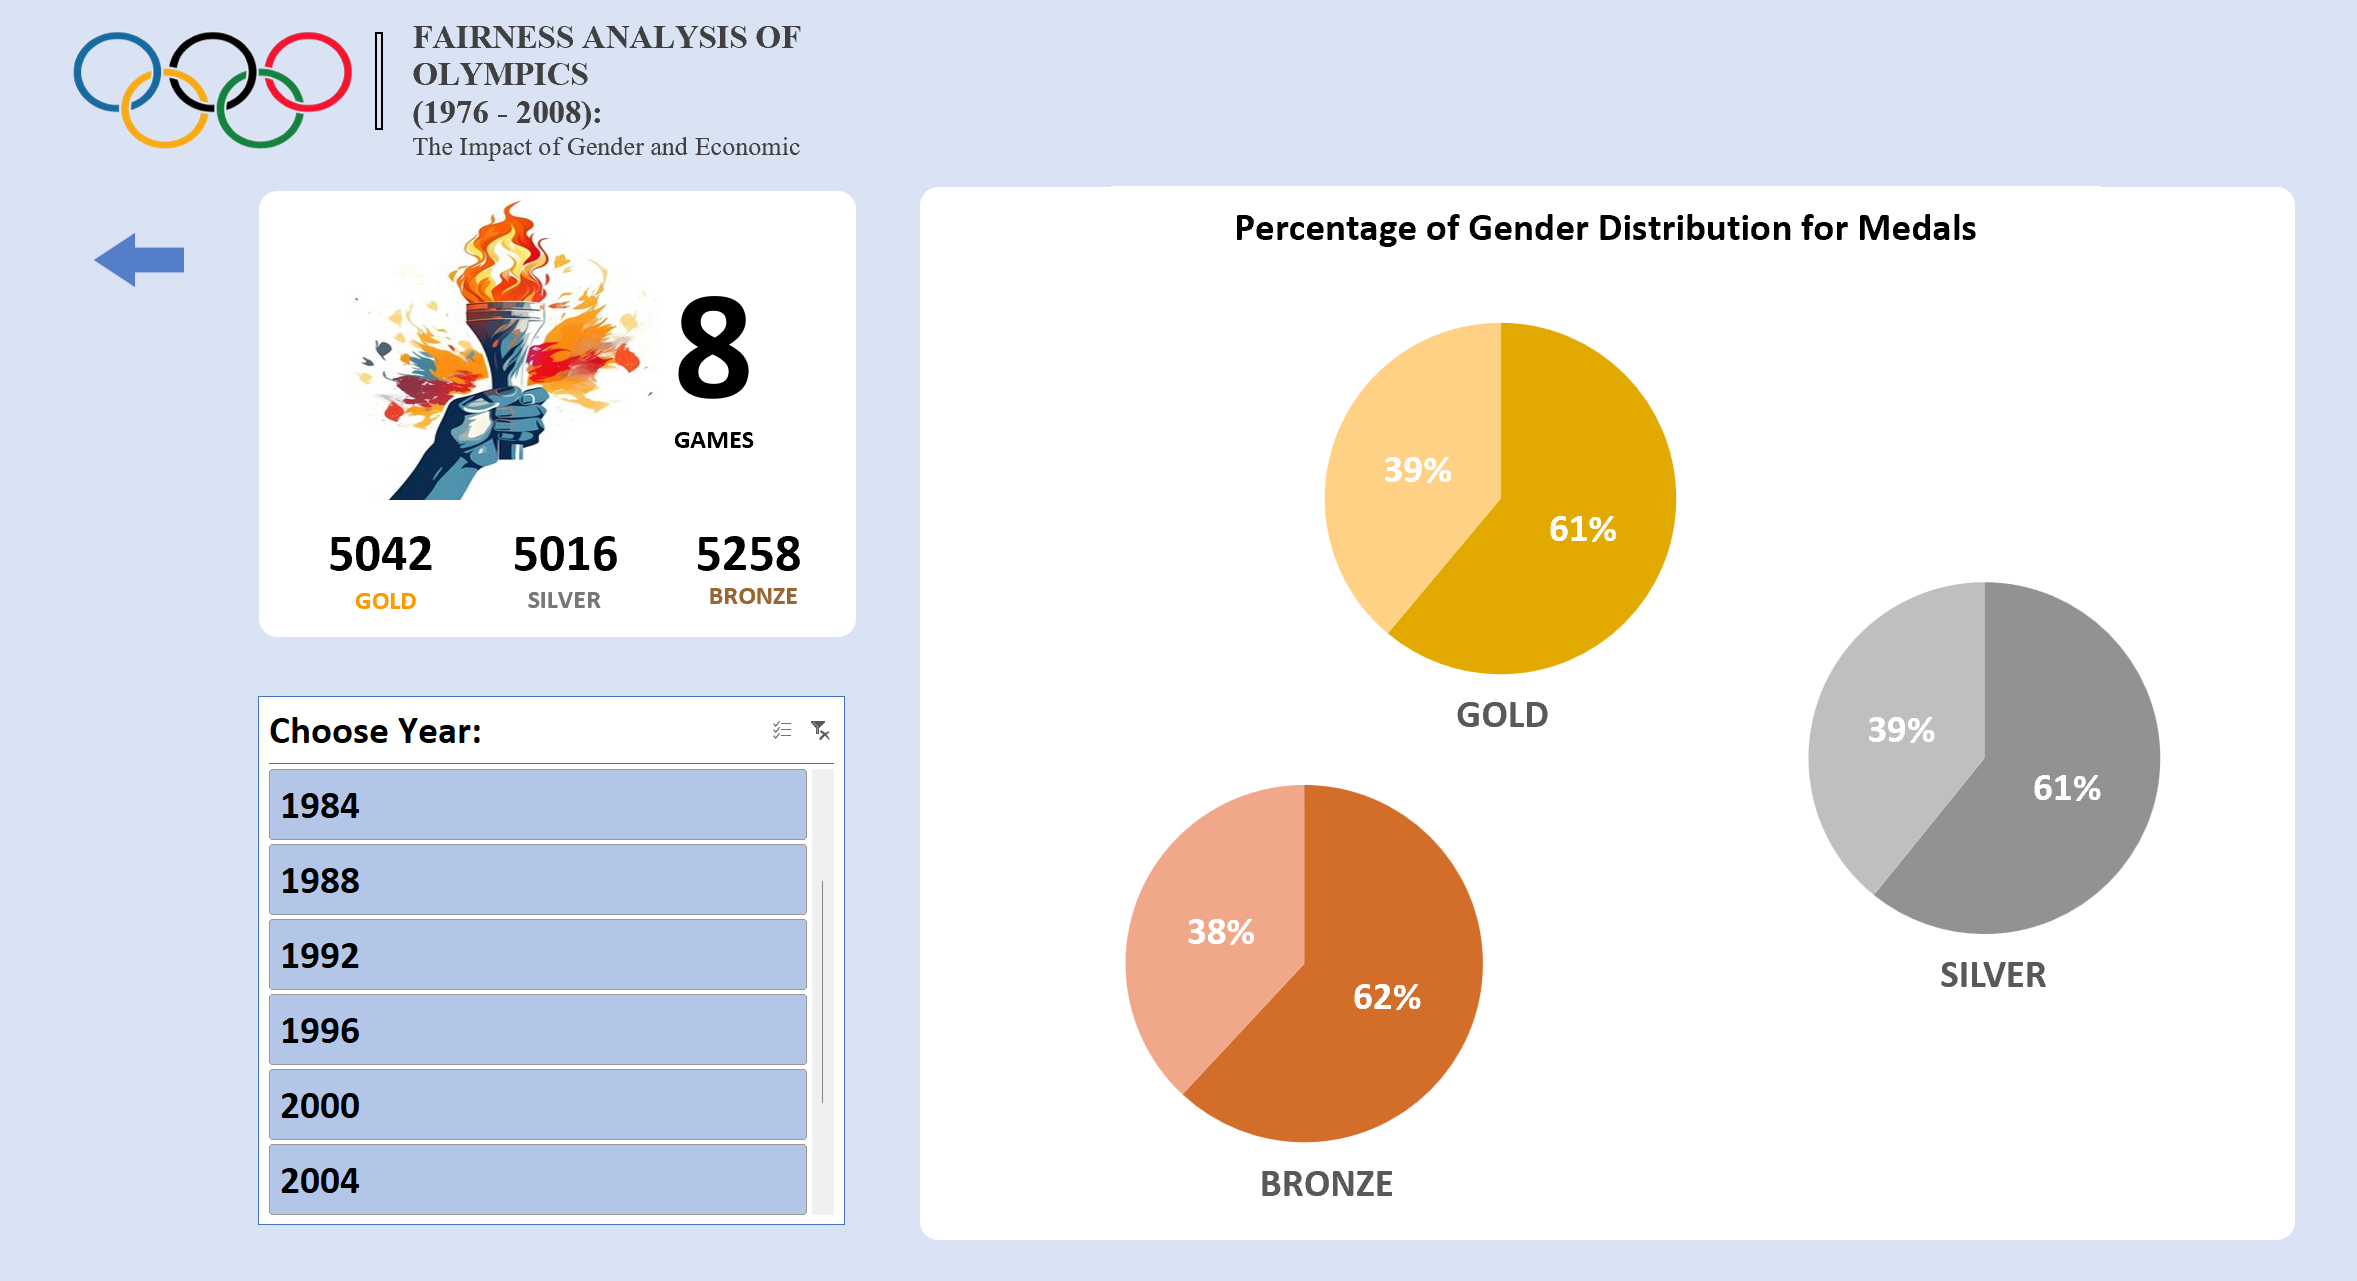 FAIRNESS ANALYSIS OF
OLYMPICS
(1976 - 2008):
The Impact of Gender and Economic
8
GAMES
5042
GOLD
5016
SILVER
5258
BRONZE
Choose Year:
1984
1988
1992
1996
2000
2004
Percentage of Gender Distribution for Medals
39%
61%
GOLD
39%
61%
SILVER
38%
62%
BRONZE